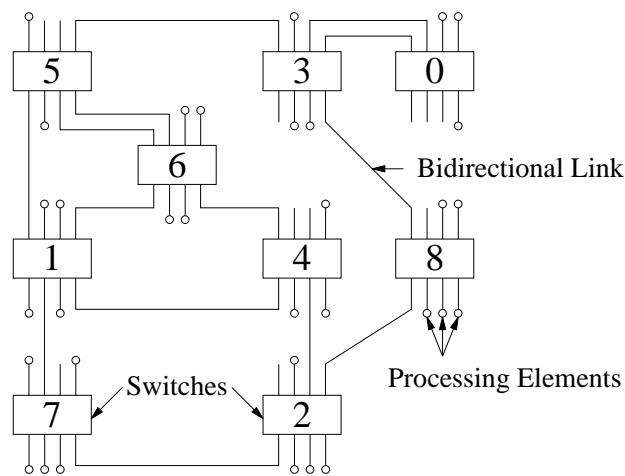 5 3 0
6
Bidirectional Link
1 4 8
Processing Elements
Switches
7 2